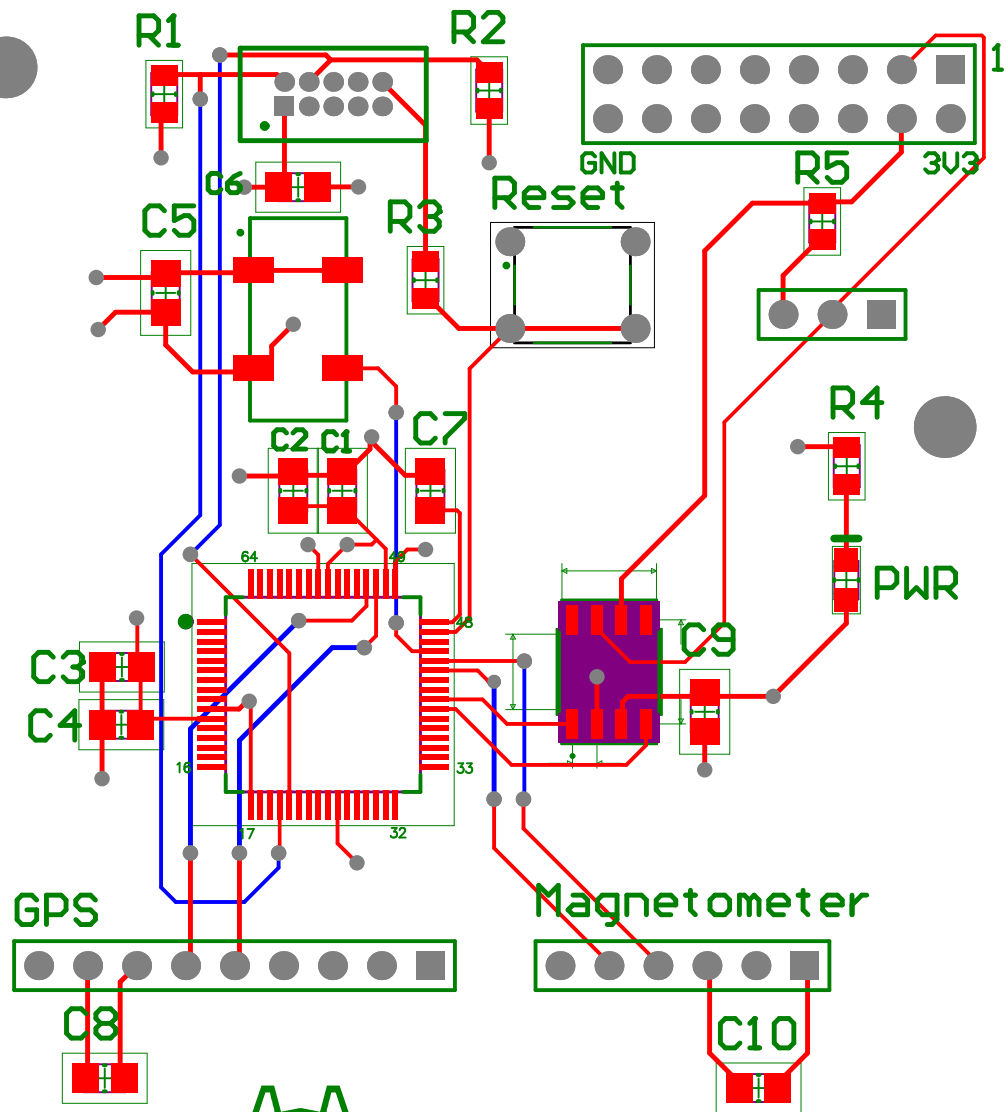 R1
R2
1
GND
3V3
R5
C6
Reset
C5
R3
R4
C2
C1
C7
64
49
PWR
48
C9
C3
C4
16
33
17
32
GPS
Magnetometer
C8
C10